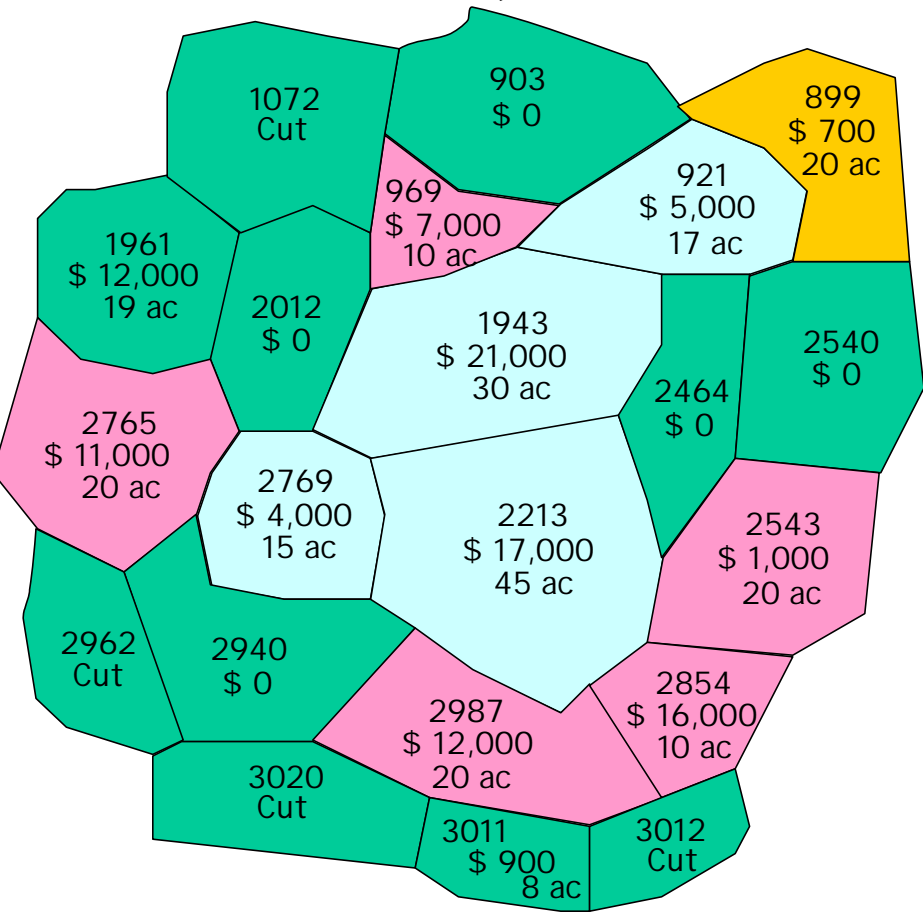 1072
Cut
903
$ 0
899
$ 700
20 ac
969
$ 7,000
10 ac
921
$ 5,000
17 ac
1961
$ 12,000
19 ac
2012
$ 0
1943
$ 21,000
30 ac
2464
$ 0
2540
$ 0
2765
$ 11,000
20 ac
2769
$ 4,000
15 ac
2213
$ 17,000
45 ac
2543
$ 1,000
20 ac
2962
Cut
2940
$ 0
2987
$ 12,000
20 ac
2854
$ 16,000
10 ac
3020
Cut
3011
$ 900
8 ac
3012
Cut